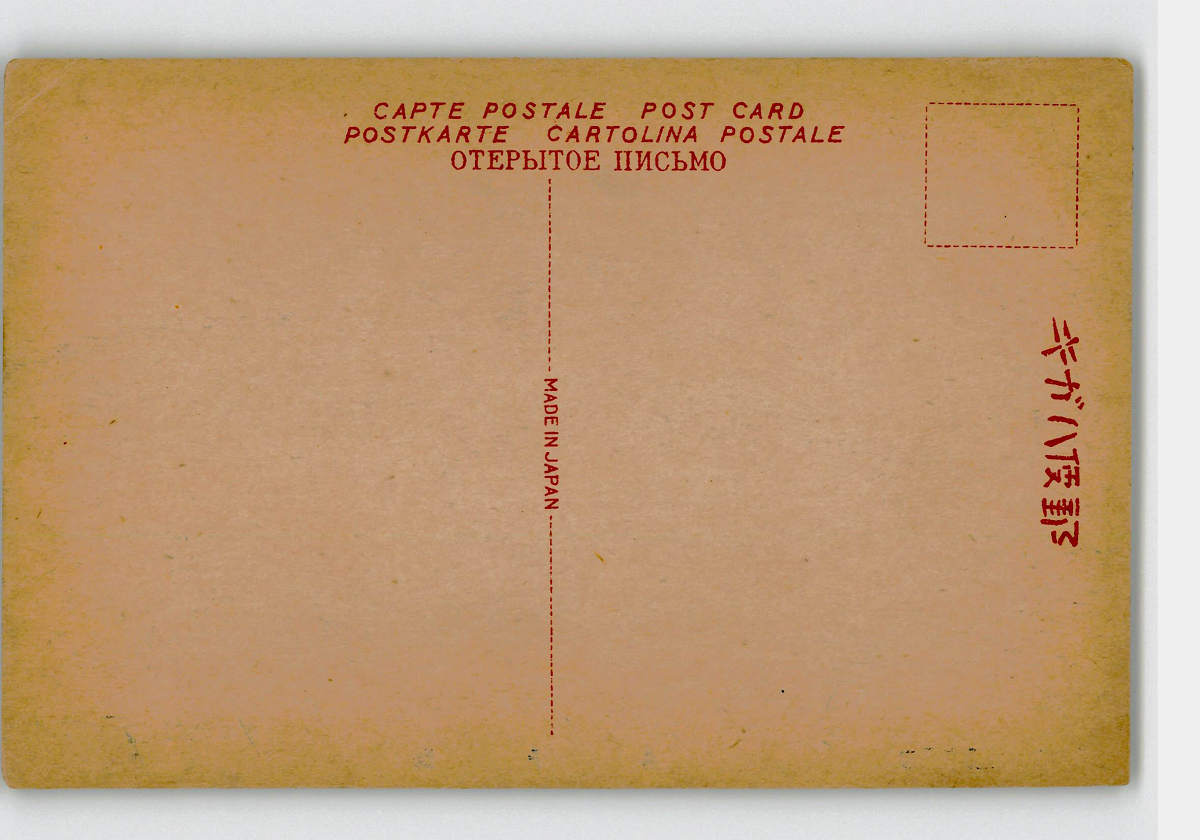 CAPTE POSTALE POST CARD
POSTKARTE CARTOLINA POSTALE
ОТЕРЫТОЕ ПИСЬМО
MADE IN JAPAN
郵便ハガキ